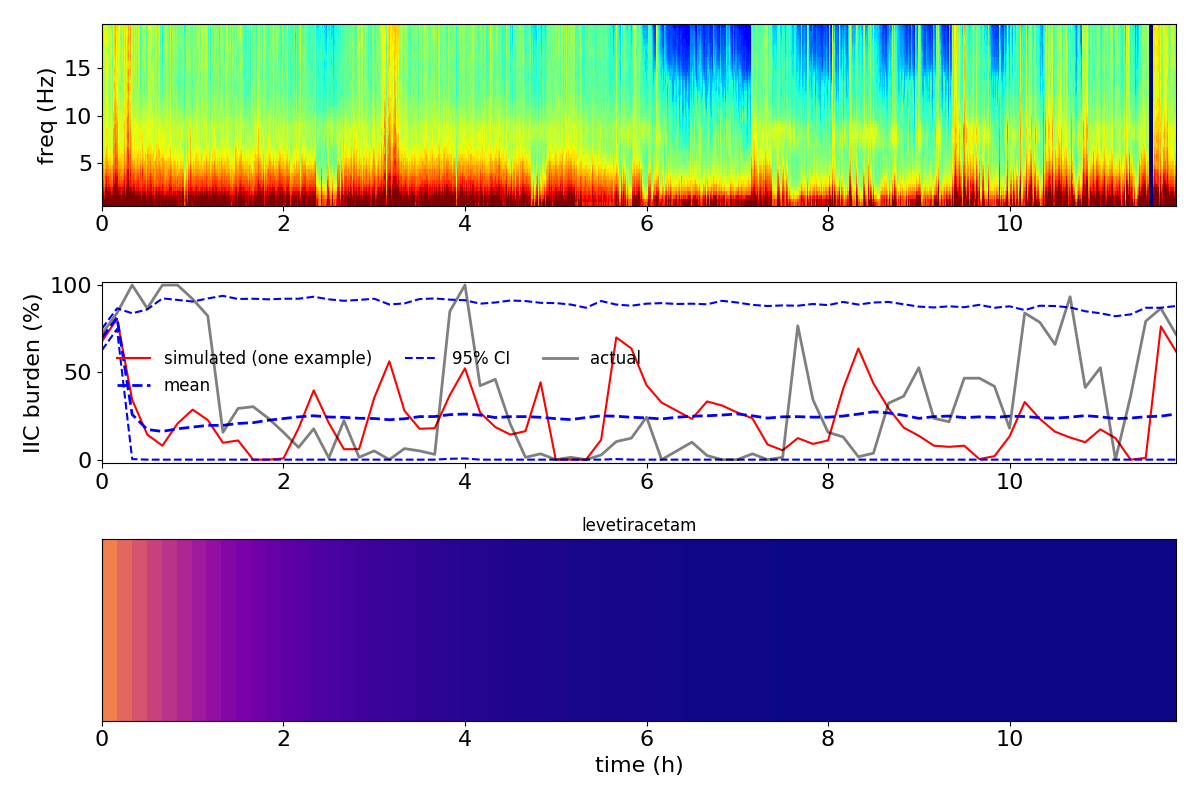 freq (Hz)
15
10
5
0 2 4 6 8 10
IIC burden (%)
100
50
0
simulated (one example) 95% CI actual
mean
0 2 4 6 8 10
levetiracetam
0 2 4 6 8 10
time (h)